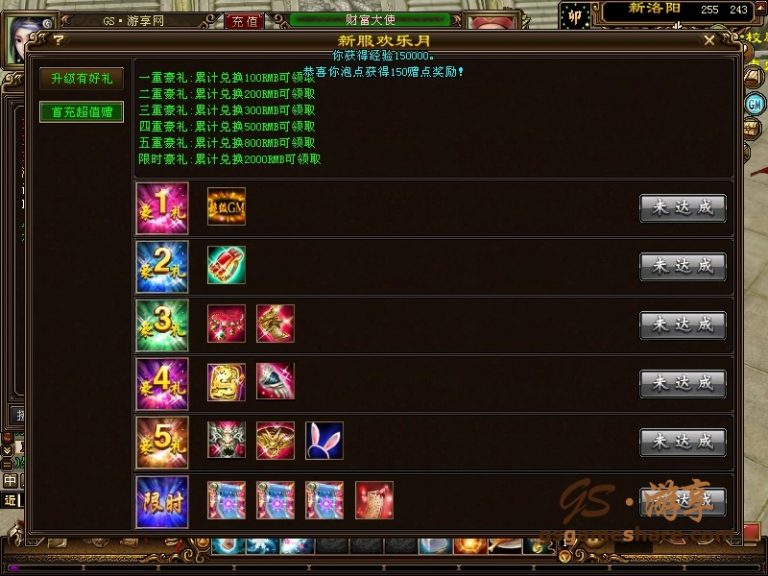 GS·游享网
充值
财富大使
新洛阳
255 243
?
新服欢乐月
你获得经验150000。
恭喜你泡点获得150赠点奖励!
升级有好礼
首充超值赠
一重豪礼:累计兑换100RMB可领取
二重豪礼:累计兑换200RMB可领取
三重豪礼:累计兑换300RMB可领取
四重豪礼:累计兑换500RMB可领取
五重豪礼:累计兑换800RMB可领取
限时豪礼:累计兑换2000RMB可领取
GM
豪1礼
超级GM
未达成
豪2礼
未达成
豪3礼
未达成
豪4礼
未达成
豪5礼
未达成
限时
GS·游享
gsgameshare.com
近